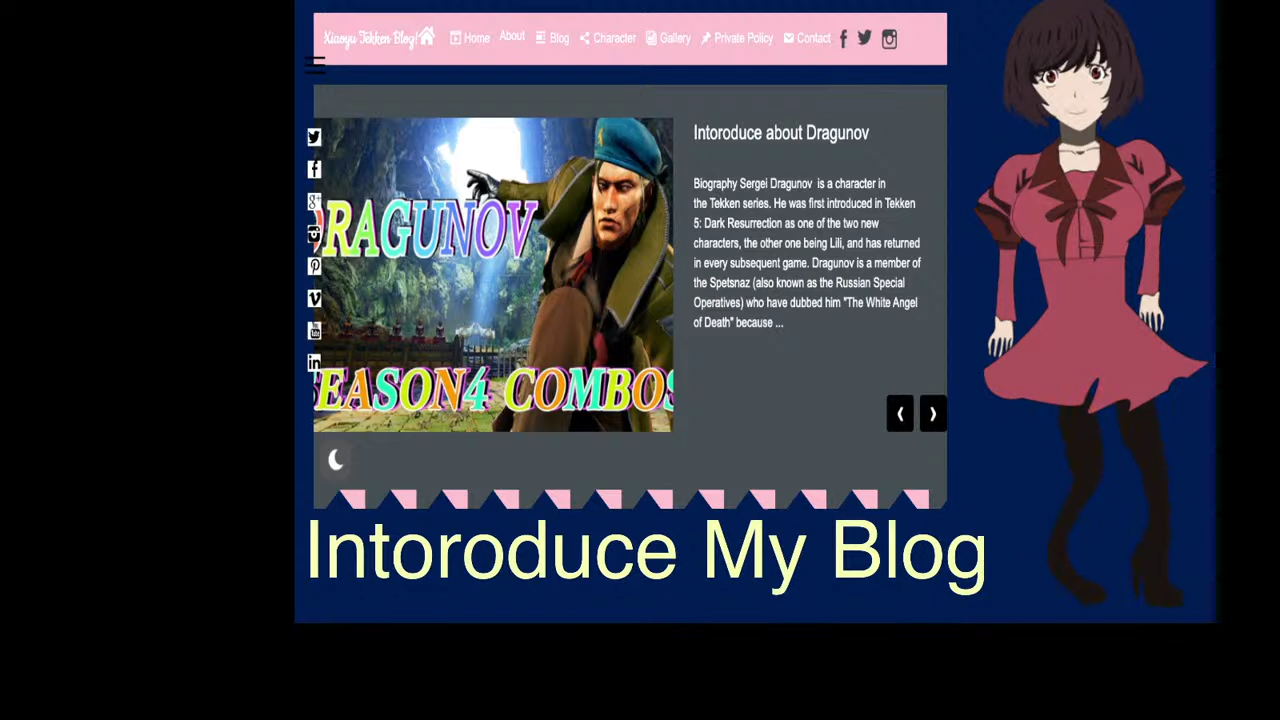 Xiaoyu Tekken Blog! Home About Blog Character Gallery Private Policy Contact
Intoroduce about Dragunov
Biography Sergei Dragunov is a character in
the Tekken series. He was first introduced in Tekken
5: Dark Resurrection as one of the two new
characters, the other one being Lili, and has returned
in every subsequent game. Dragunov is a member of
the Spetsnaz (also known as the Russian Special
Operatives) who have dubbed him "The White Angel
of Death" because ...
DRAGUNOV
SEASON4 COMBOS
Intoroduce My Blog